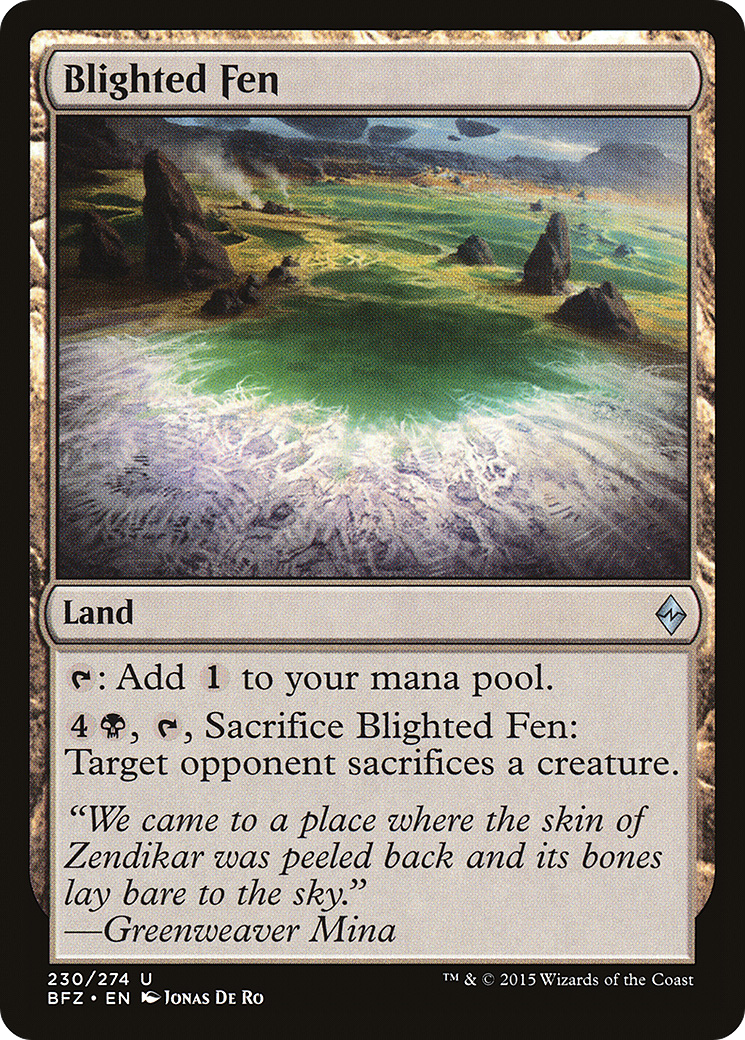 Blighted Fen
Land
: Add 1 to your mana pool.
4, , Sacrifice Blighted Fen:
Target opponent sacrifices a creature.
“We came to a place where the skin of
Zendikar was peeled back and its bones
lay bare to the sky.”
—Greenweaver Mina
230/274 U
BFZ • EN Jonas De Ro
™ & © 2015 Wizards of the Coast